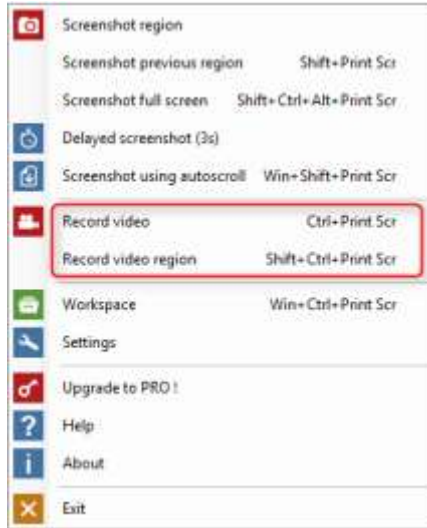 Screenshot region
Screenshot previous region Shift+Print Scr
Screenshot full screen Shift+Ctrl+Alt+Print Scr
Delayed screenshot (3s)
Screenshot using autoscroll Win+Shift+Print Scr
Record video Ctrl+Print Scr
Record video region Shift+Ctrl+Print Scr
Workspace Win+Ctrl+Print Scr
Settings
Upgrade to PRO !
Help
About
Exit